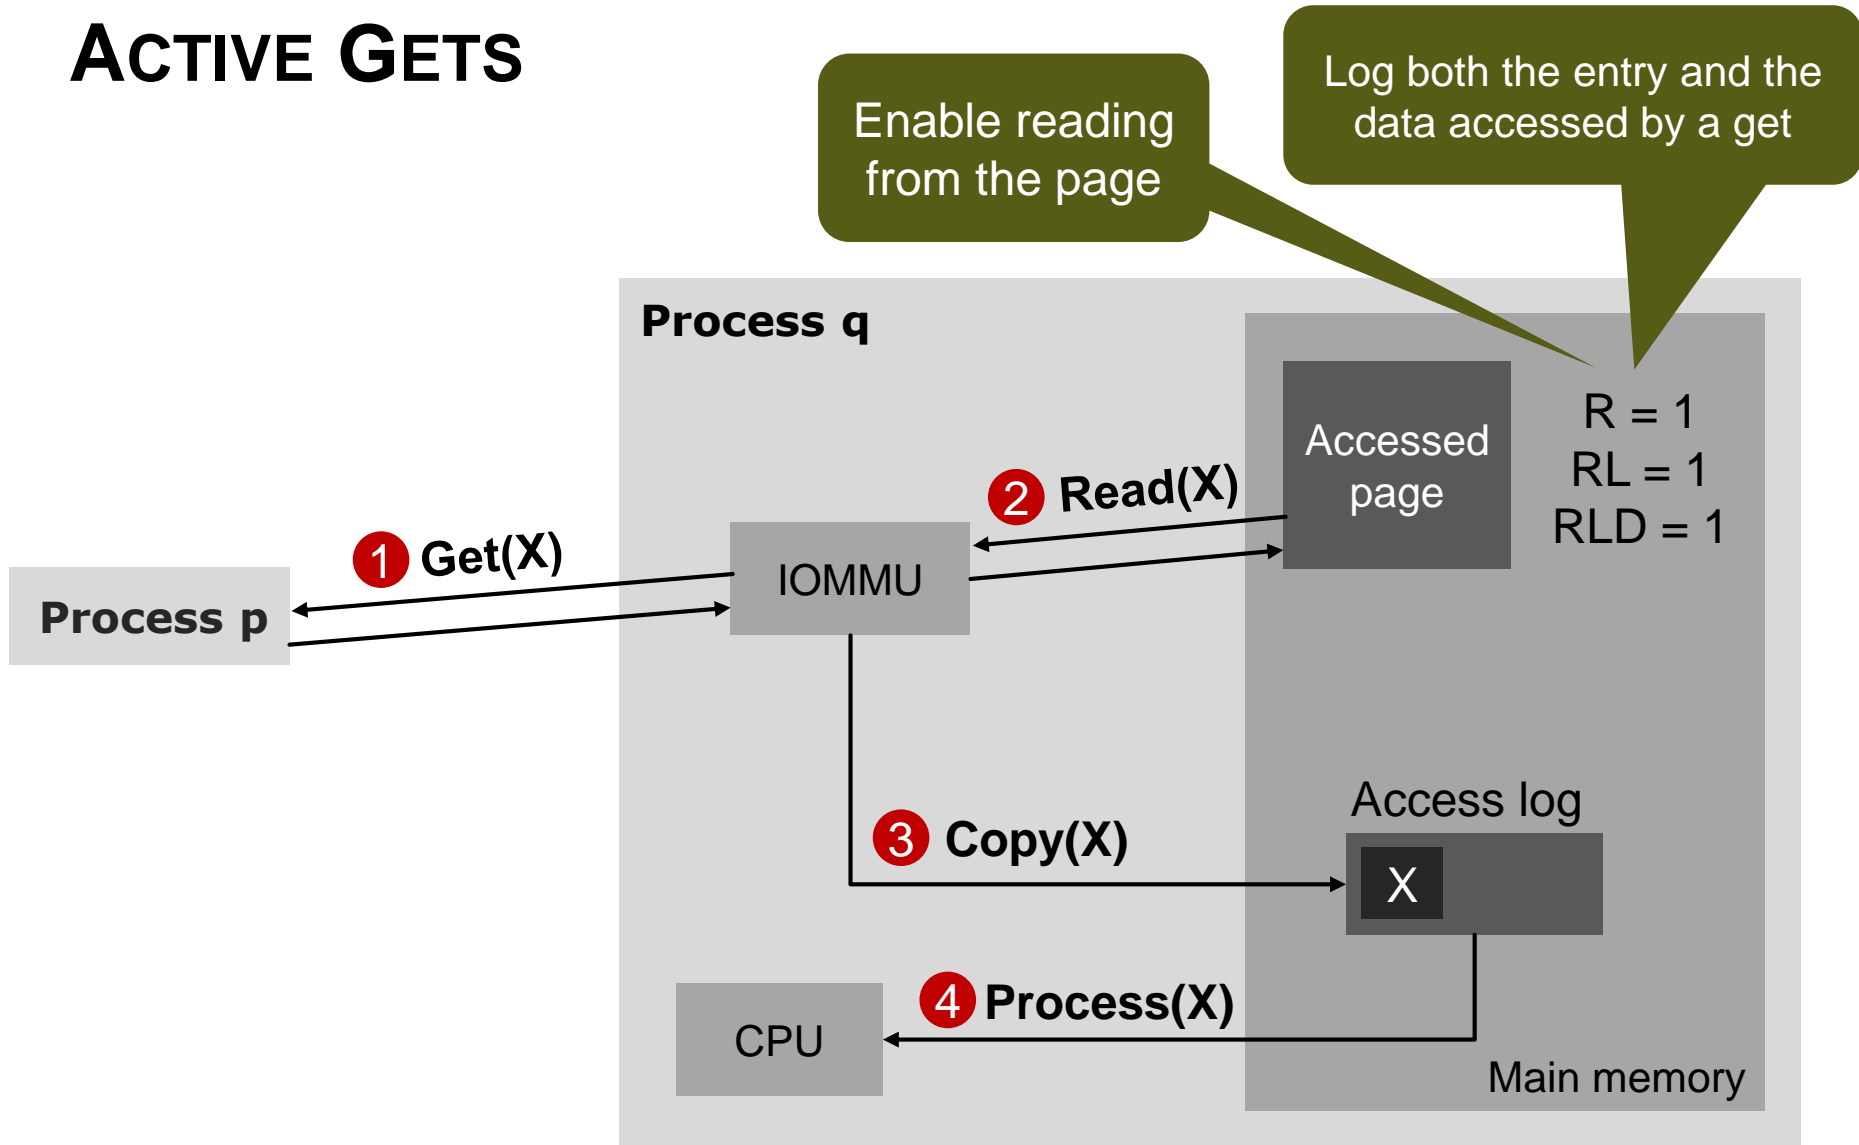 ACTIVE GETS
Enable reading
from the page
Log both the entry and the
data accessed by a get
Process q
Accessed
page
R = 1
RL = 1
RLD = 1
2 Read(X)
1 Get(X)
IOMMU
Process p
Access log
3 Copy(X)
X
4 Process(X)
CPU
Main memory